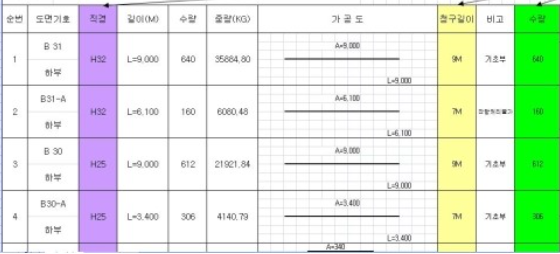 순번 도면기호 직경 길이(M) 수량 중량(KG) 가 공 도 청구길이 비고 수량
1 B 31 하부 H32 L=9,000 640 35884,80 A=9,000 L=9,000 9M 기초부 640
2 B31-A 하부 H32 L=6,100 160 6080,48 A=6,100 L=6,100 7M 160
3 B 30 하부 H25 L=9,000 612 21921,84 A=9,000 L=9,000 9M 기초부 612
4 B30-A 하부 H25 L=3,400 306 4140,79 A=3,400 L=3,400 7M 기초부 306
A=340